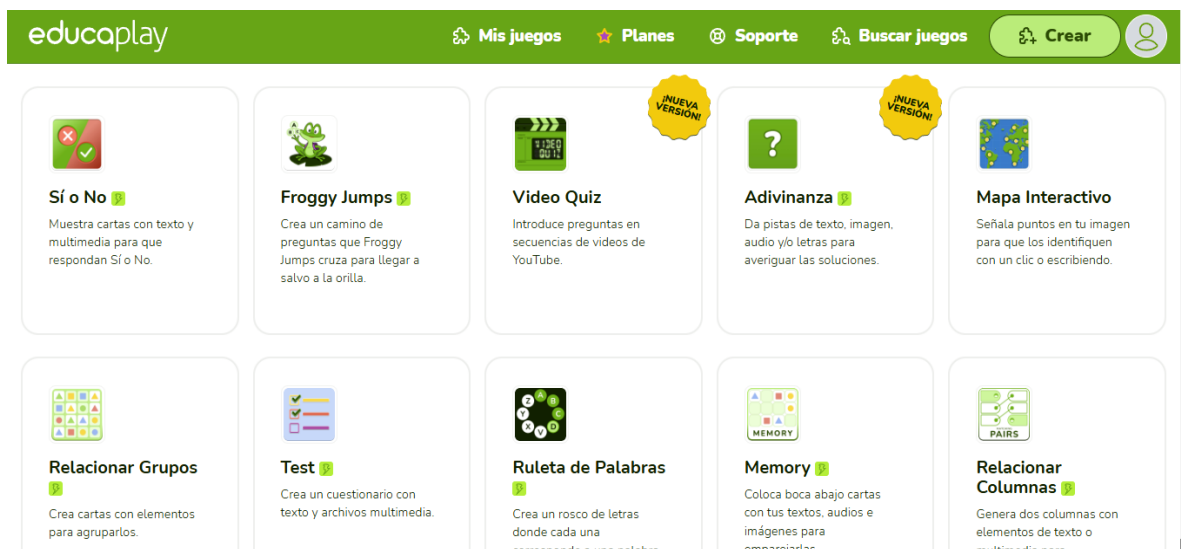 educaplay
Mis juegos
Planes
Soporte
Buscar juegos
Crear
Sí o No
Muestra cartas con texto y
multimedia para que
respondan Sí o No.
Froggy Jumps
Crea un camino de
preguntas que Froggy
Jumps cruza para llegar a
salvo a la orilla.
¡NUEVA
VERSIÓN!
VIDEO
QUIZ
Video Quiz
Introduce preguntas en
secuencias de videos de
YouTube.
¡NUEVA
VERSIÓN!
?
Adivinanza
Da pistas de texto, imagen,
audio y/o letras para
averiguar las soluciones.
Mapa Interactivo
Señala puntos en tu imagen
para que los identifiquen
con un clic o escribiendo.
Relacionar Grupos
Crea cartas con elementos
para agruparlos.
Test
Crea un cuestionario con
texto y archivos multimedia.
A
B
C
D
V
X
Y
Z
Ruleta de Palabras
Crea un rosco de letras
donde cada una
MEMORY
Memory
Coloca boca abajo cartas
con tus textos, audios e
imágenes para
PAIRS
Relacionar
Columnas
Genera dos columnas con
elementos de texto o